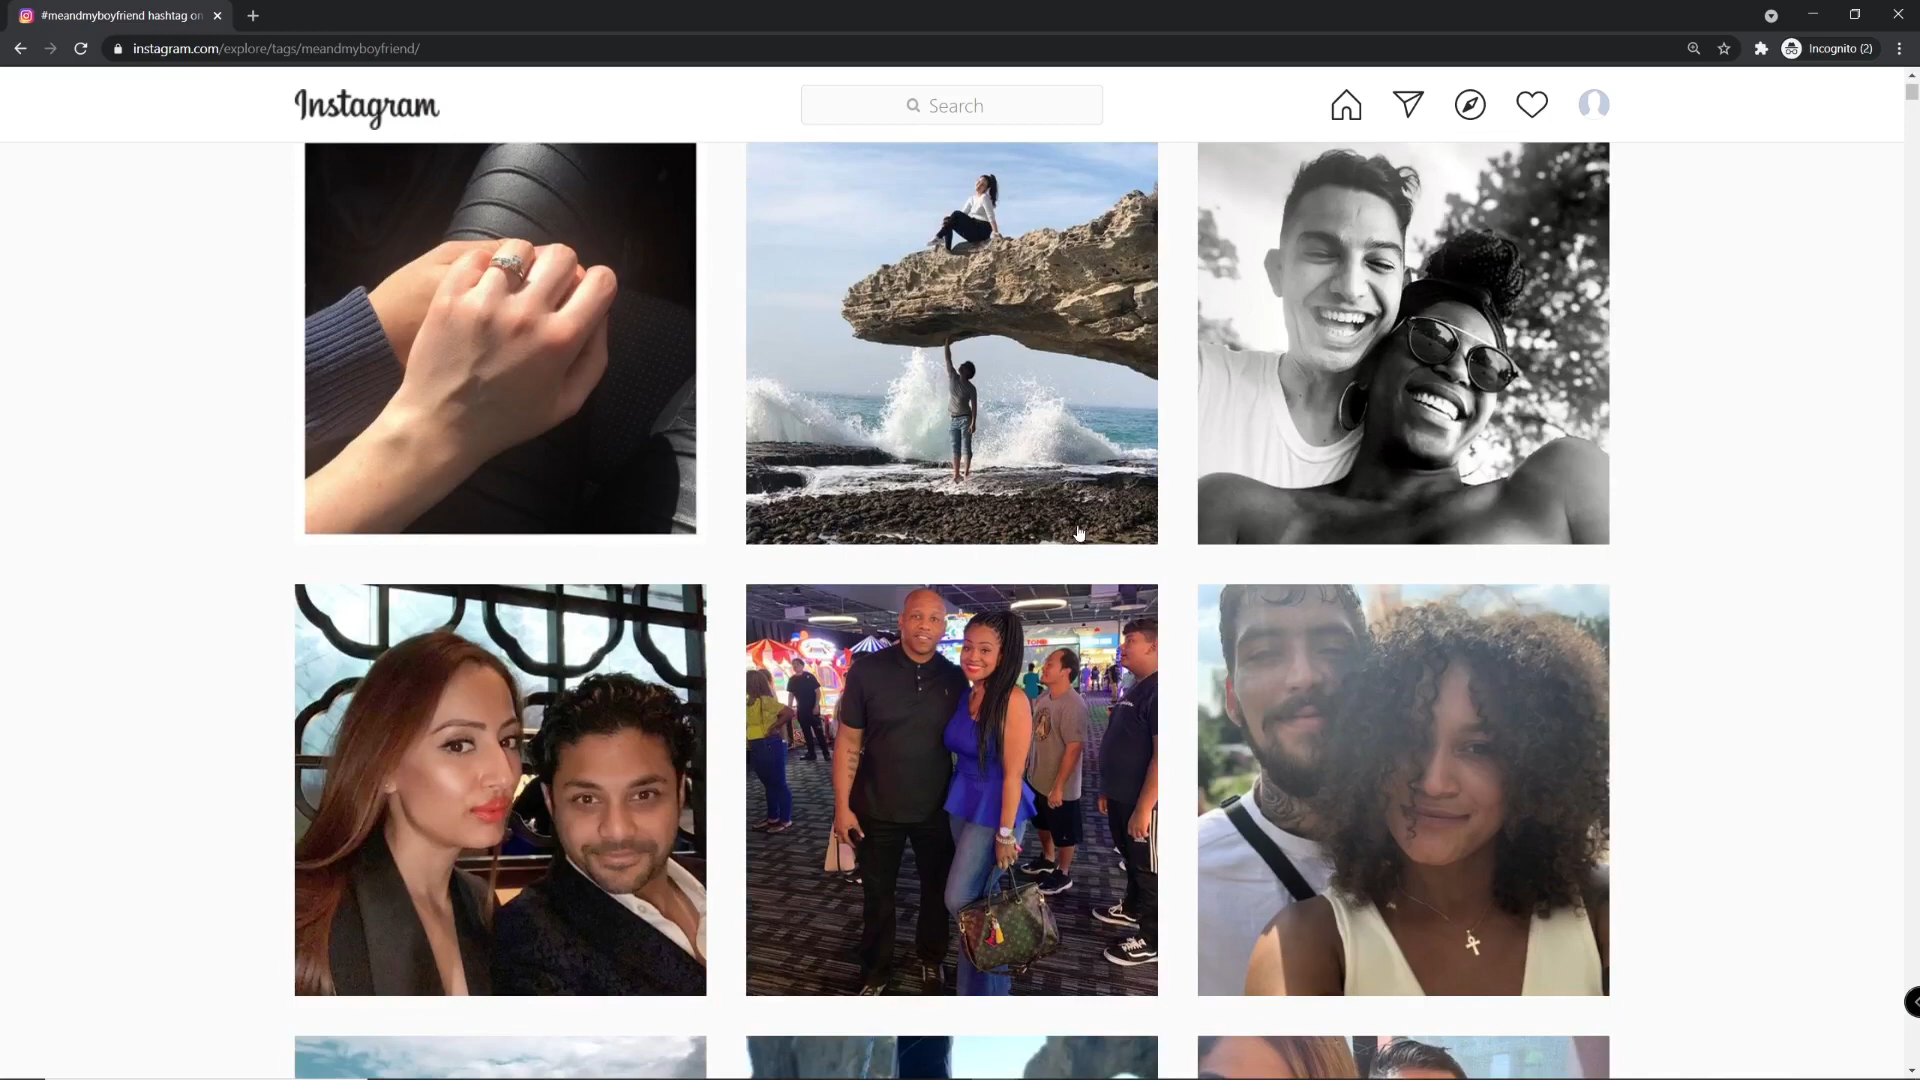 #meandmyboyfriend hashtag on
instagram.com/explore/tags/meandmyboyfriend/
Incognito (2)
Instagram
Search